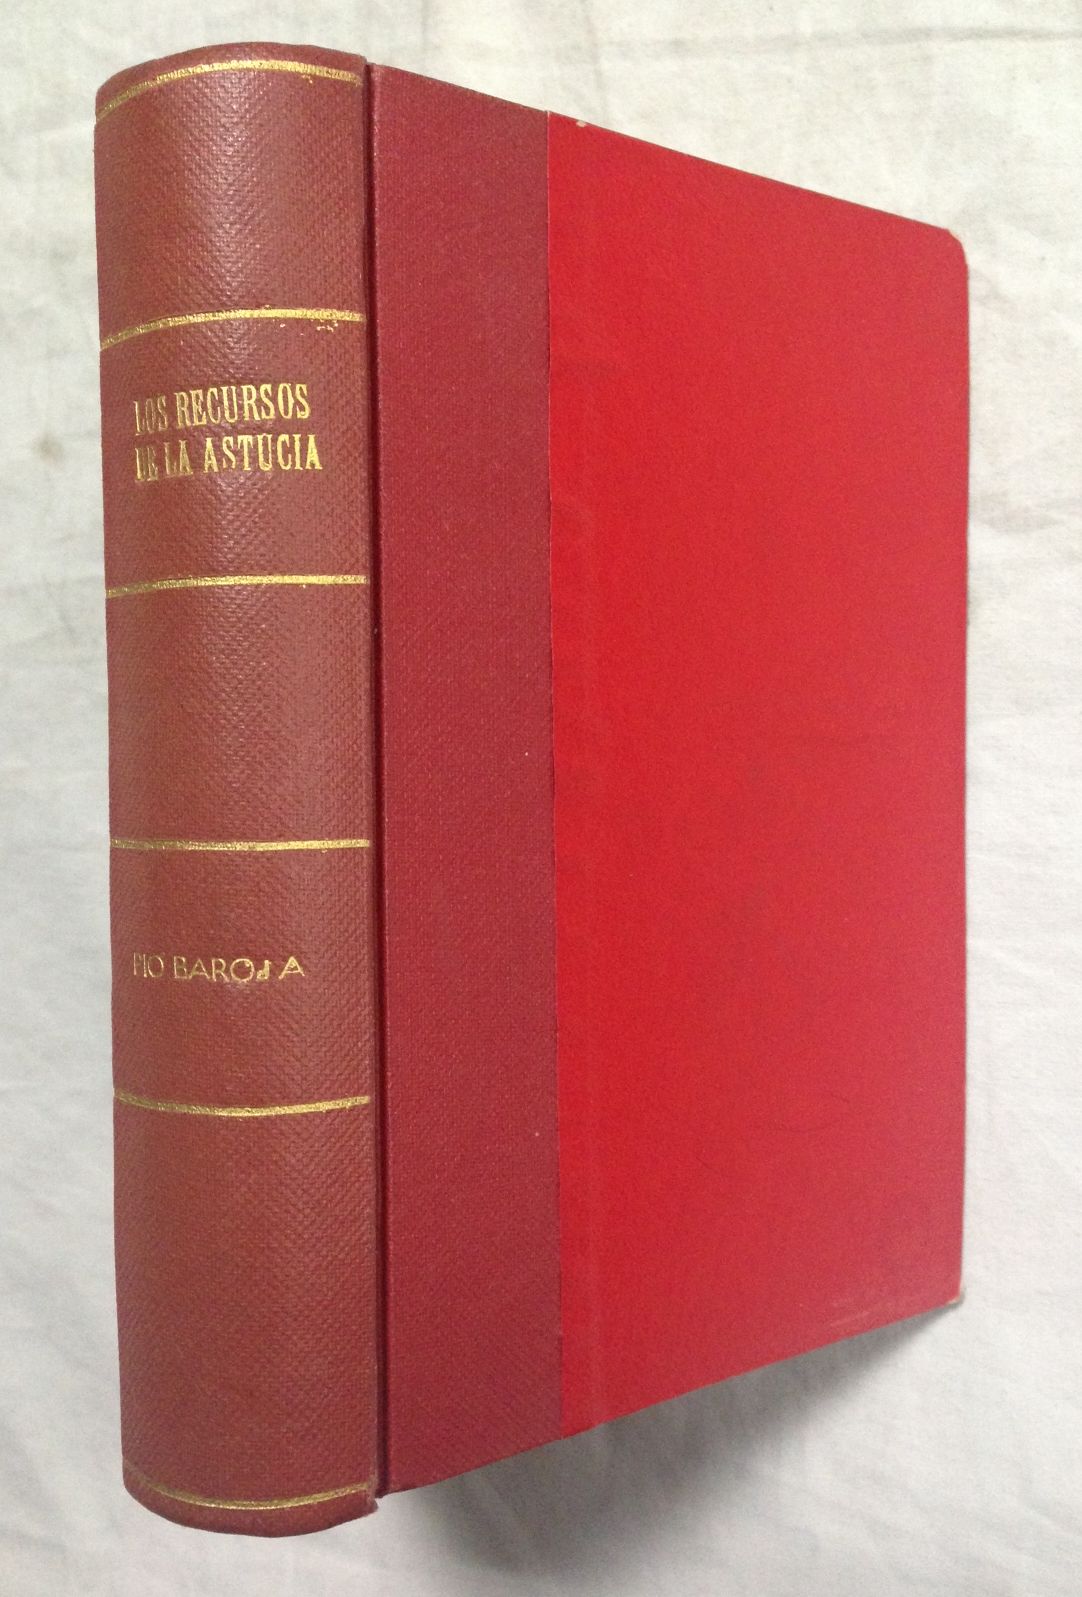 LOS RECURSOS
DE LA ASTUCIA
PIO BAROJA